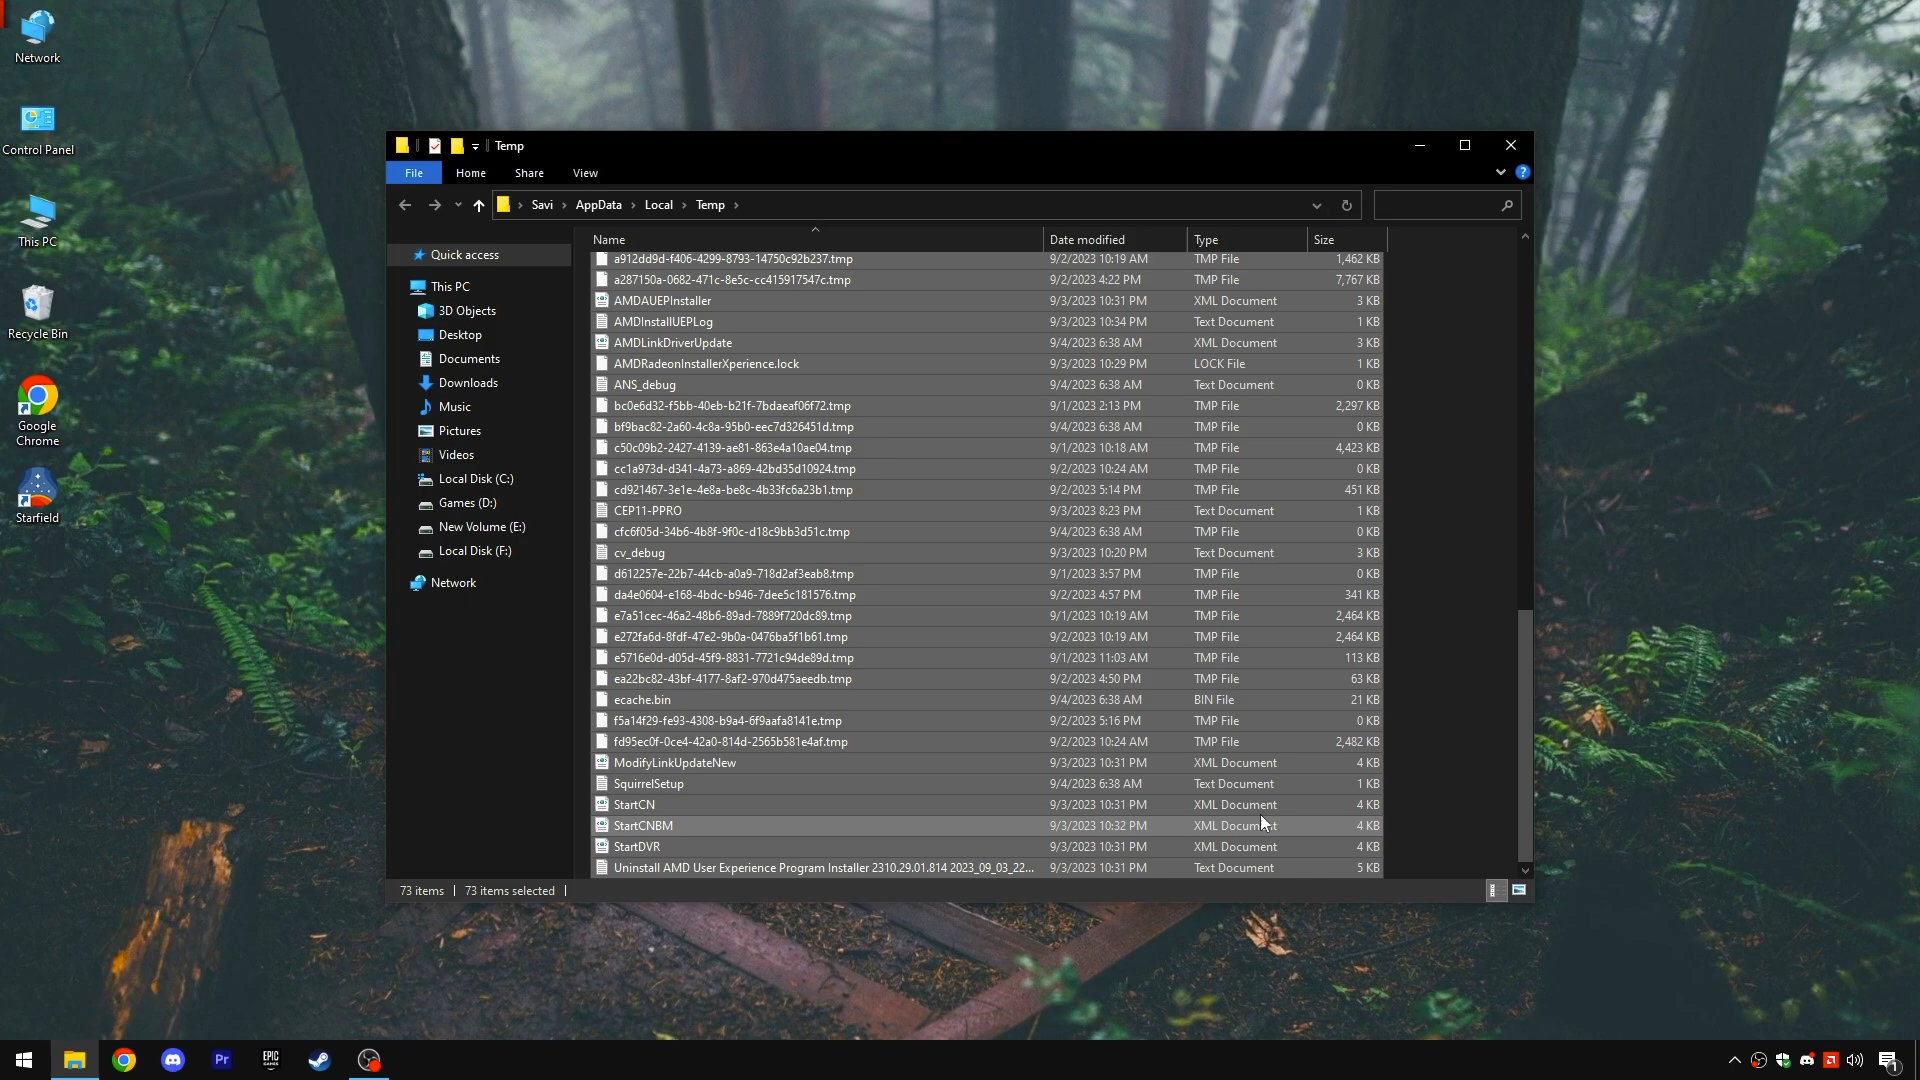 Network
Control Panel
This PC
Recycle Bin
Google
Chrome
Starfield
Temp
File Home Share View
Savi AppData Local Temp
Quick access
This PC
3D Objects
Desktop
Documents
Downloads
Music
Pictures
Videos
Local Disk (C:)
Games (D:)
New Volume (E:)
Local Disk (F:)
Network
Name Date modified Type Size
a912dd9d-f406-4299-8793-14750c92b237.tmp 9/2/2023 10:19 AM TMP File 1,462 KB
a287150a-0682-471c-8e5c-cc415917547c.tmp 9/2/2023 4:22 PM TMP File 7,767 KB
AMDAUEPInstaller 9/3/2023 10:31 PM XML Document 3 KB
AMDInstallUEPLog 9/3/2023 10:34 PM Text Document 1 KB
AMDLinkDriverUpdate 9/4/2023 6:38 AM XML Document 3 KB
AMDRadeonInstallerXperience.lock 9/3/2023 10:29 PM LOCK File 1 KB
ANS_debug 9/4/2023 6:38 AM Text Document 0 KB
bc0e6d32-f5bb-40eb-b21f-7bdaeaf06f72.tmp 9/1/2023 2:13 PM TMP File 2,297 KB
bf9bac82-2a60-4c8a-95b0-eec7d326451d.tmp 9/4/2023 6:38 AM TMP File 0 KB
c50c09b2-2427-4139-ae81-863e4a10ae04.tmp 9/1/2023 10:18 AM TMP File 4,423 KB
cc1a973d-d341-4a73-a869-42bd35d10924.tmp 9/2/2023 10:24 AM TMP File 0 KB
cd921467-3e1e-4e8a-be8c-4b33fc6a23b1.tmp 9/2/2023 5:14 PM TMP File 451 KB
CEP11-PPRO 9/3/2023 8:23 PM Text Document 1 KB
cfc6f05d-34b6-4b8f-9f0c-d18c9bb3d51c.tmp 9/4/2023 6:38 AM TMP File 0 KB
cv_debug 9/3/2023 10:20 PM Text Document 3 KB
d612257e-22b7-44cb-a0a9-718d2af3eab8.tmp 9/1/2023 3:57 PM TMP File 0 KB
da4e0604-e168-4bdc-b946-7dee5c181576.tmp 9/2/2023 4:57 PM TMP File 341 KB
e7a51cec-46a2-48b6-89ad-7889f720dc89.tmp 9/1/2023 10:19 AM TMP File 2,464 KB
e272fa6d-8fdf-47e2-9b0a-0476ba5f1b61.tmp 9/2/2023 10:19 AM TMP File 2,464 KB
e5716e0d-d05d-45f9-8831-7721c94de89d.tmp 9/1/2023 11:03 AM TMP File 113 KB
ea22bc82-43bf-4177-8af2-970d475aeedb.tmp 9/2/2023 4:50 PM TMP File 63 KB
ecache.bin 9/4/2023 6:38 AM BIN File 21 KB
f5a14f29-fe93-4308-b9a4-6f9aafa8141e.tmp 9/2/2023 5:16 PM TMP File 0 KB
fd95ec0f-0ce4-42a0-814d-2565b581e4af.tmp 9/2/2023 10:24 AM TMP File 2,482 KB
ModifyLinkUpdateNew 9/3/2023 10:31 PM XML Document 4 KB
SquirrelSetup 9/4/2023 6:38 AM Text Document 1 KB
StartCN 9/3/2023 10:31 PM XML Document 4 KB
StartCNBM 9/3/2023 10:32 PM XML Document 4 KB
StartDVR 9/3/2023 10:31 PM XML Document 4 KB
Uninstall AMD User Experience Program Installer 2310.29.01.814 2023_09_03_22... 9/3/2023 10:31 PM Text Document 5 KB
73 items 73 items selected
Pr
EPIC
GAMES
1